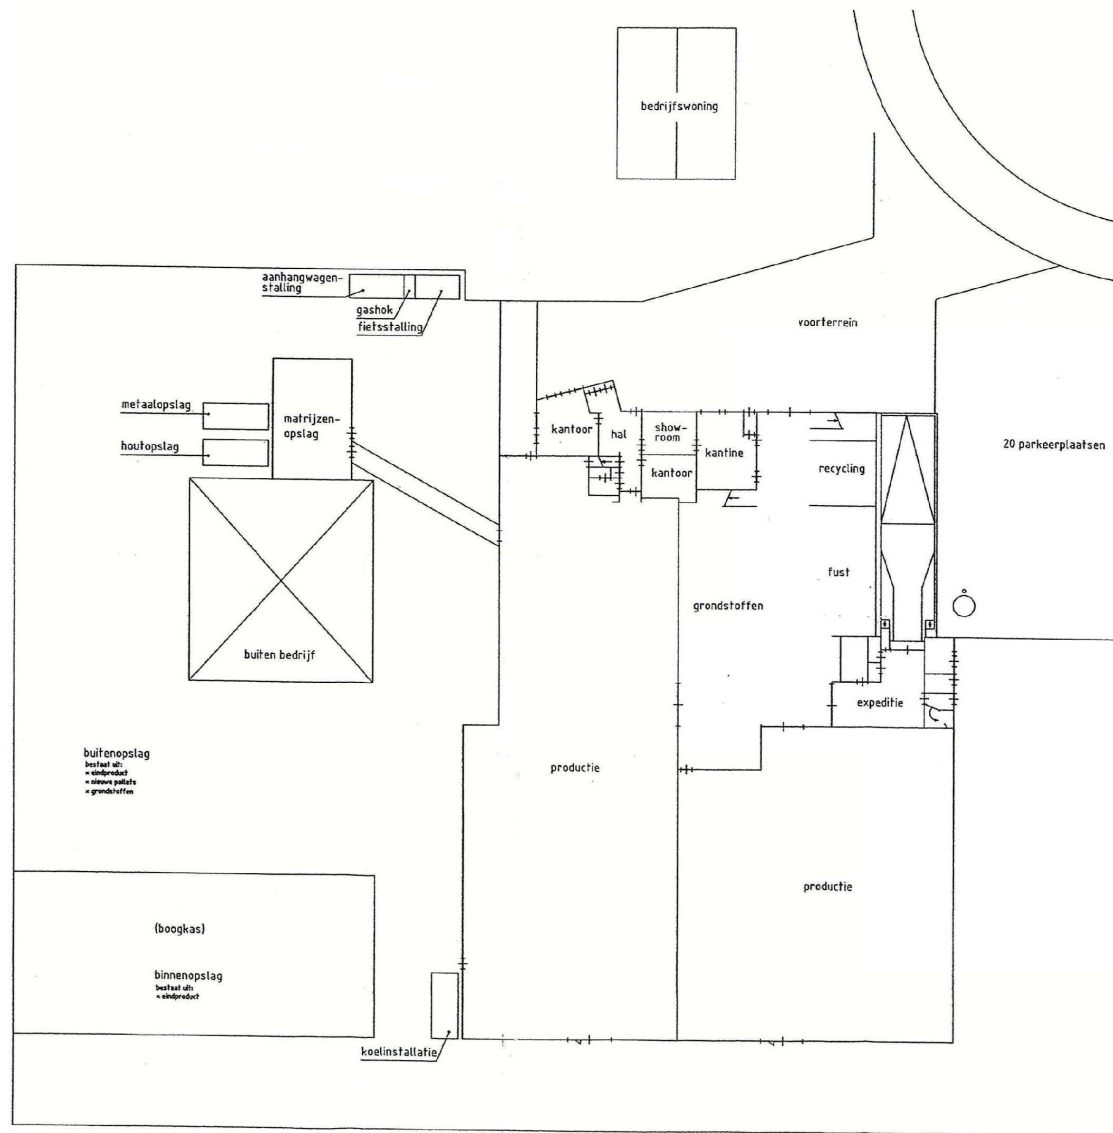 bedrijfswoning
aanhangwagen-
stalling
gashok
fietsstalling
voorterrein
metaalopslag
houtopslag
matrijzen-
opslag
kantoor
hal
show-
room
kantoor
kantine
recycling
20 parkeerplaatsen
fust
grondstoffen
buiten bedrijf
expeditie
buitenopslag
bestaat uit:
* eindproduct
* nieuwe pallets
* grondstoffen
productie
productie
(boogkas)
binnenopslag
bestaat uit:
* eindproduct
koelinstallatie